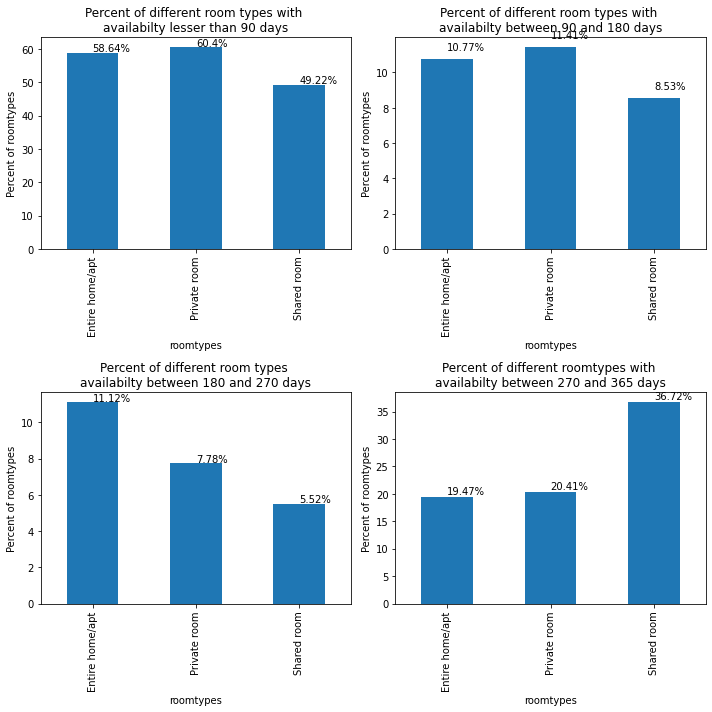 Percent of different room types with
availabilty lesser than 90 days
Percent of roomtypes
60
50
40
30
20
10
0
58.64%
60.4%
49.22%
Entire home/apt
Private room
Shared room
roomtypes
Percent of different room types with
availabilty between 90 and 180 days
Percent of roomtypes
10
8
6
4
2
0
10.77%
11.41%
8.53%
Entire home/apt
Private room
Shared room
roomtypes
Percent of different room types
availabilty between 180 and 270 days
Percent of roomtypes
10
8
6
4
2
0
11.12%
7.78%
5.52%
Entire home/apt
Private room
Shared room
roomtypes
Percent of different roomtypes with
availabilty between 270 and 365 days
Percent of roomtypes
35
30
25
20
15
10
5
0
19.47%
20.41%
36.72%
Entire home/apt
Private room
Shared room
roomtypes